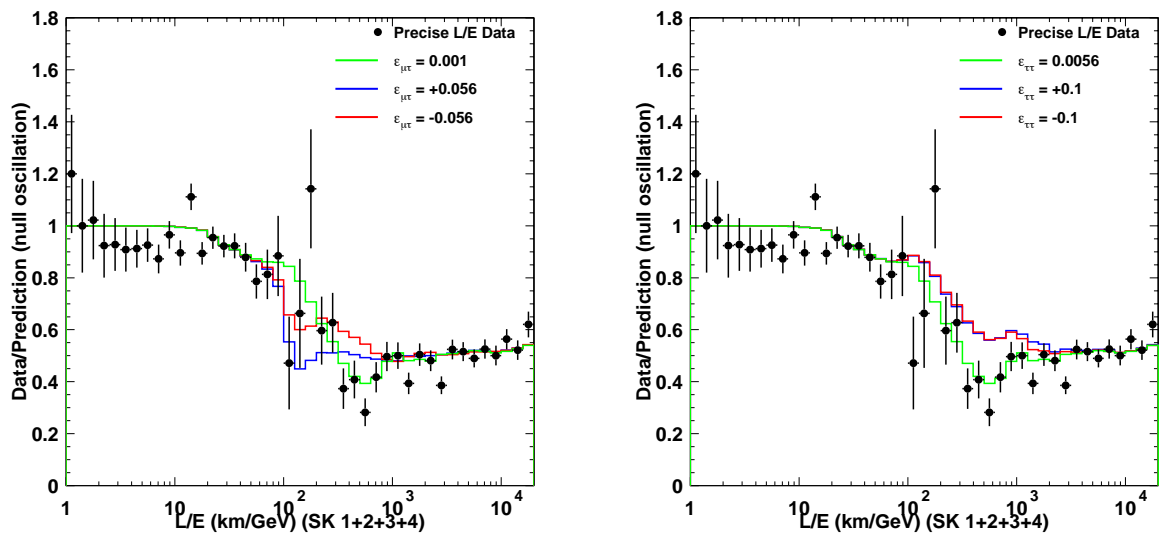 1.8
1.6
1.4
1.2
1
0.8
0.6
0.4
0.2
0
Data/Prediction (null oscillation)
Precise L/E Data
ε_μτ = 0.001
ε_μτ = +0.056
ε_μτ = -0.056
1 10 10^2 10^3 10^4
L/E (km/GeV) (SK 1+2+3+4)
1.8
1.6
1.4
1.2
1
0.8
0.6
0.4
0.2
0
Data/Prediction (null oscillation)
Precise L/E Data
ε_ττ = 0.0056
ε_ττ = +0.1
ε_ττ = -0.1
1 10 10^2 10^3 10^4
L/E (km/GeV) (SK 1+2+3+4)